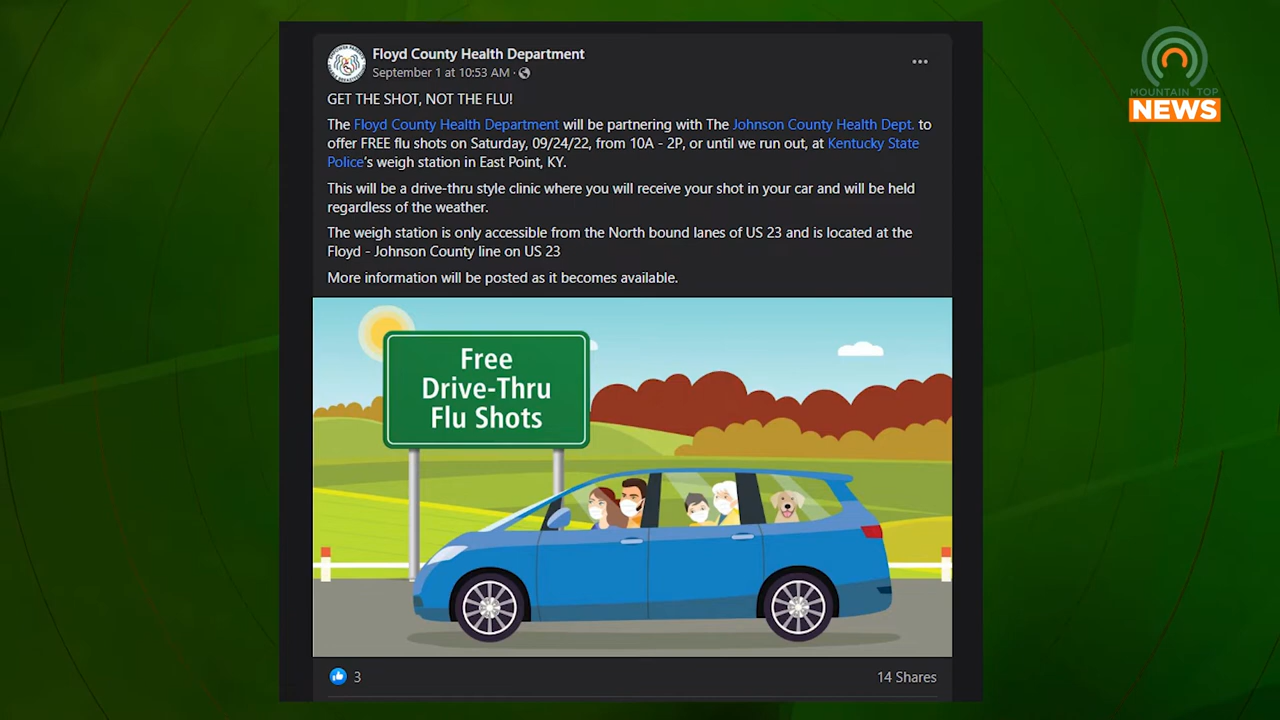 Floyd County Health Department
September 1 at 10:53 AM ·
GET THE SHOT, NOT THE FLU!
The Floyd County Health Department will be partnering with The Johnson County Health Dept. to
offer FREE flu shots on Saturday, 09/24/22, from 10A - 2P, or until we run out, at Kentucky State
Police's weigh station in East Point, KY.
This will be a drive-thru style clinic where you will receive your shot in your car and will be held
regardless of the weather.
The weigh station is only accessible from the North bound lanes of US 23 and is located at the
Floyd - Johnson County line on US 23
More information will be posted as it becomes available.
Free
Drive-Thru
Flu Shots
3
14 Shares
MOUNTAIN TOP
NEWS